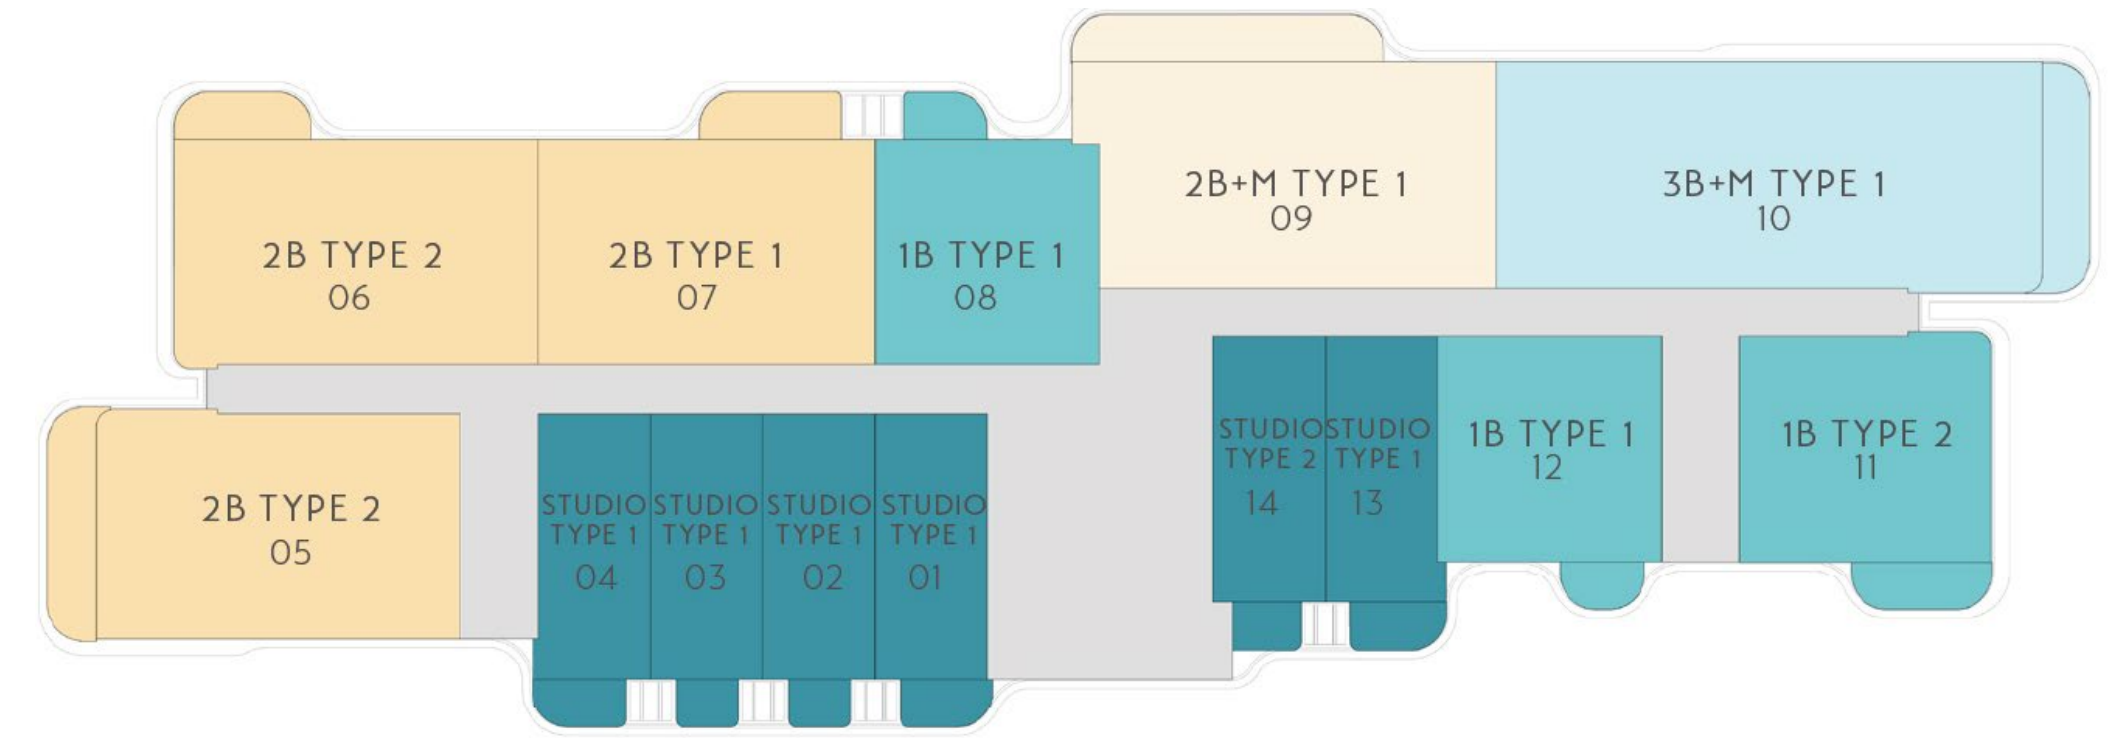 2B+M TYPE 1
09
3B+M TYPE 1
10
2B TYPE 2
06
2B TYPE 1
07
1B TYPE 1
08
STUDIO
TYPE 2
14
STUDIO
TYPE 1
13
1B TYPE 1
12
1B TYPE 2
11
2B TYPE 2
05
STUDIO
TYPE 1
04
STUDIO
TYPE 1
03
STUDIO
TYPE 1
02
STUDIO
TYPE 1
01